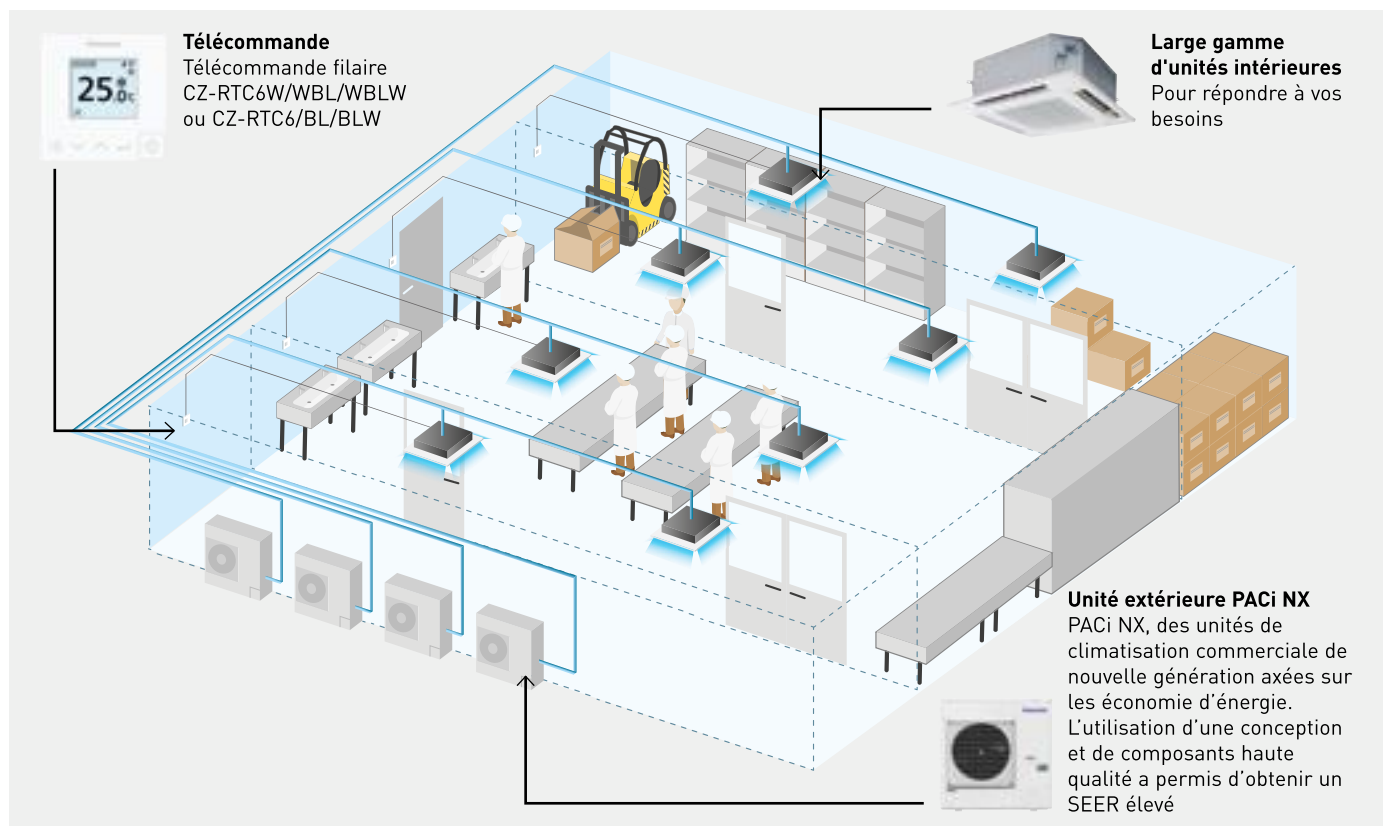 Télécommande
Télécommande filaire
CZ-RTC6W/WBL/WBLW
ou CZ-RTC6/BL/BLW
25.0c
Large gamme
d'unités intérieures
Pour répondre à vos
besoins
Unité extérieure PACi NX
PACi NX, des unités de
climatisation commerciale de
nouvelle génération axées sur
les économie d’énergie.
L’utilisation d’une conception
et de composants haute
qualité a permis d’obtenir un
SEER élevé